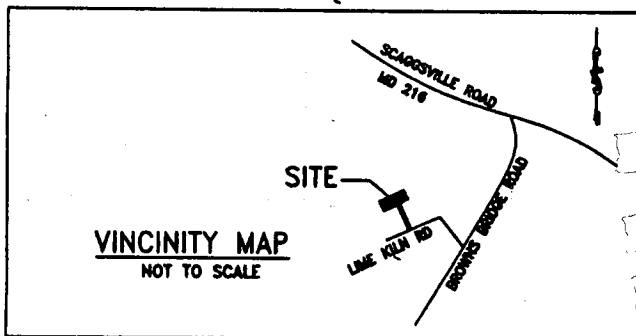 SCAGGSVILLE ROAD
MD 216
SITE
BROWNS BRIDGE ROAD
LIME KILN RD
VINCINITY MAP
NOT TO SCALE